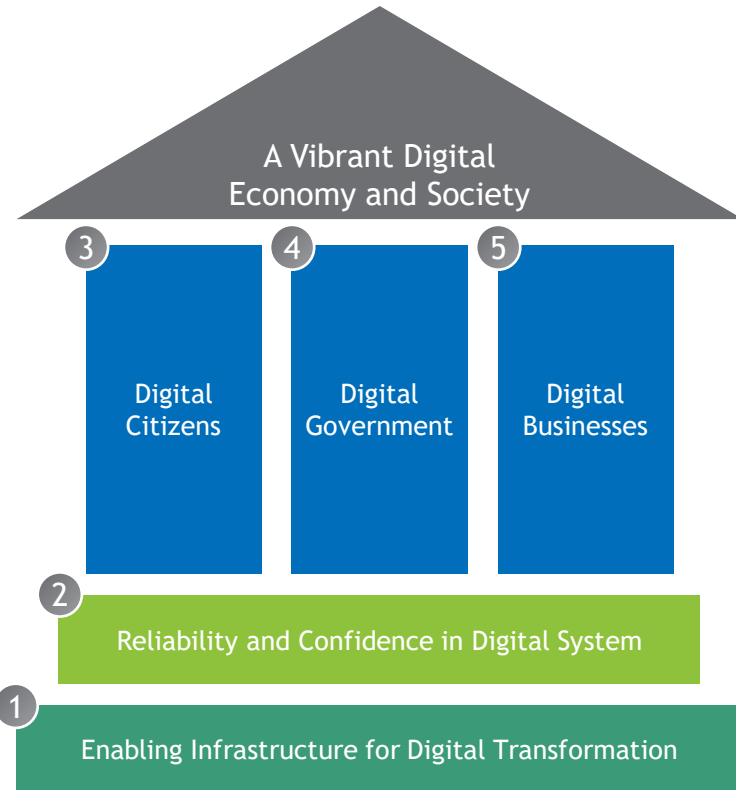 A Vibrant Digital
Economy and Society
3
4
5
Digital
Citizens
Digital
Government
Digital
Businesses
2
Reliability and Confidence in Digital System
1
Enabling Infrastructure for Digital Transformation